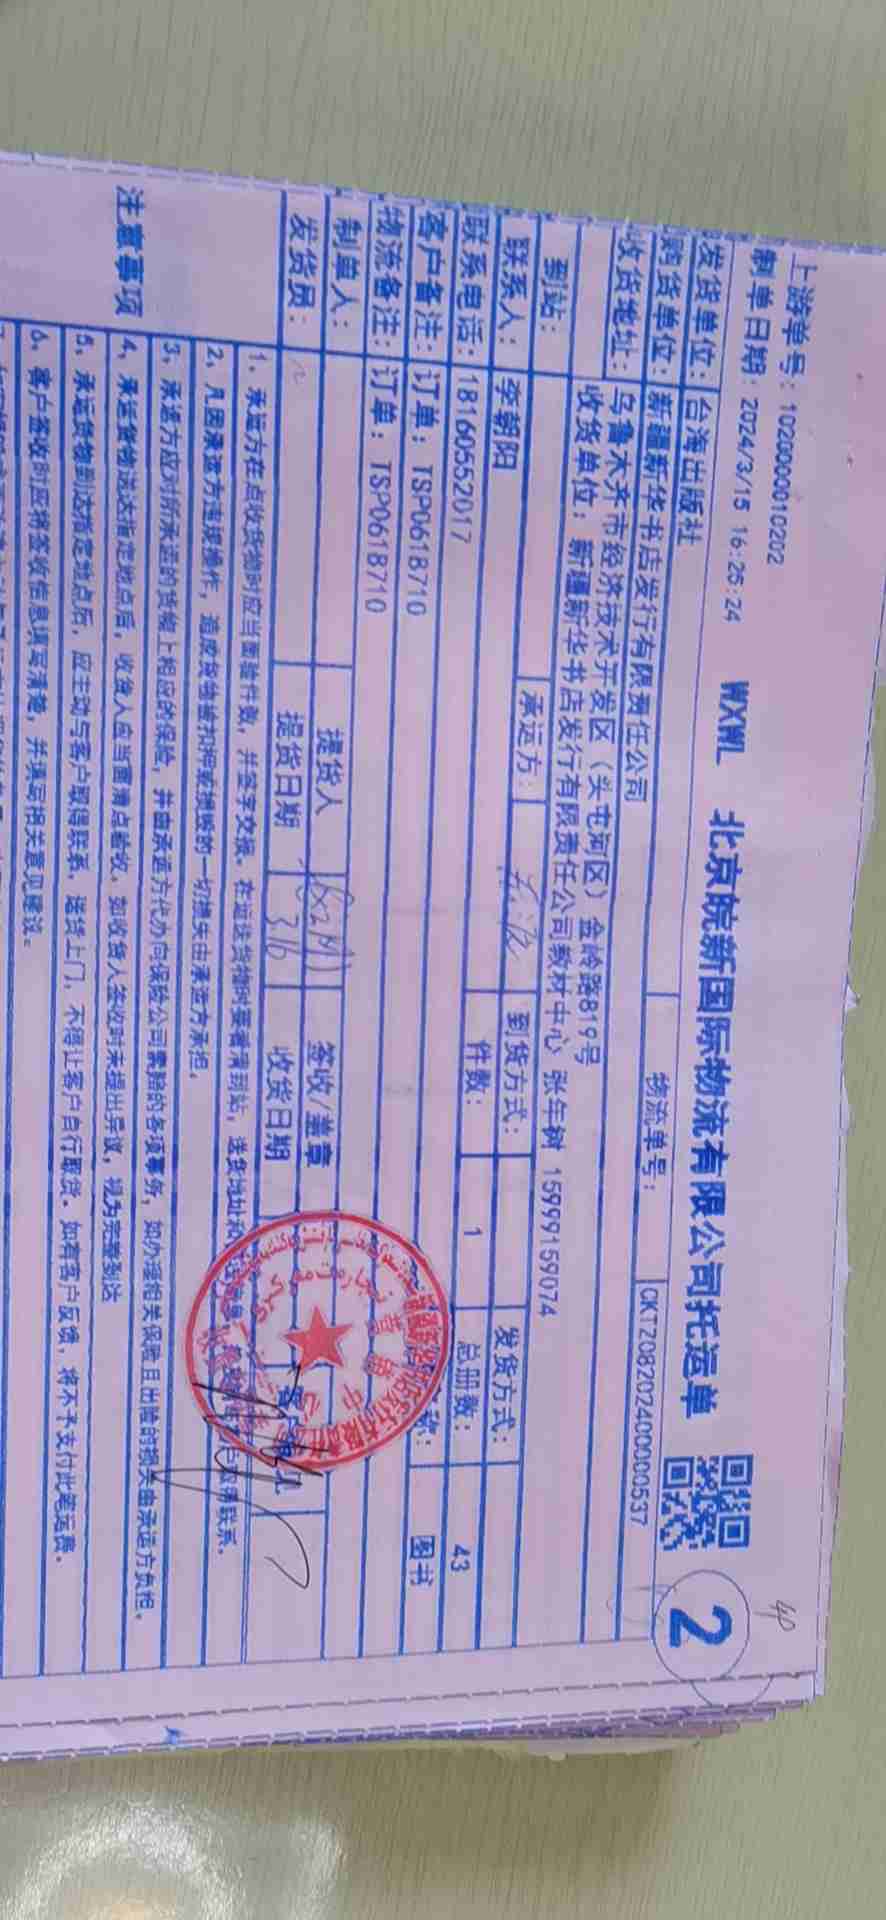 上游单号：1020000010202
制单日期：2024/3/15 16:25:24
WXWL 北京皖新国际物流有限公司托运单
2
发货单位：台海出版社
物流单号：CKTZ08202400000537
购货单位：新疆新华书店发行有限责任公司
收货地址：乌鲁木齐市经济技术开发区（头屯河区）金岭路819号
收货单位：新疆新华书店发行有限责任公司教材中心 张年树 15999159074
到站：
承运方：
到货方式：
发货方式：
联系人：李朝阳
件数：1
总册数：43
联系电话：18160552017
客户备注：订单：TSP0618710
称：图书
物流备注：订单：TSP0618710
制单人：
提货人
签收/盖章
发货员：
提货日期 3.16
收货日期
注意事项
1、承运方在点收货物时应当面验件数，并签字交接。在运送货物时要看清到站，送货地址和
2、凡因承运方违规操作，造成货物被扣押或损毁的一切损失由承运方承担。
3、承运方应对所承运的货物上相应的保险，并由承运方代办向保险公司索赔的各项事务，如办理相关保险且出险的损失由承运方负担。
4、承运货物送达指定地点后，收货人应当面清点验收。如收货人签收时未提出异议，视为完整到达
5、承运货物到达指定地点后，应主动与客户取得联系，送货上门，不得让客户自行取货。如有客户反馈，将不予支付此笔运费。
6、客户签收时应将签收信息填写清楚，并填写相关意见建议。